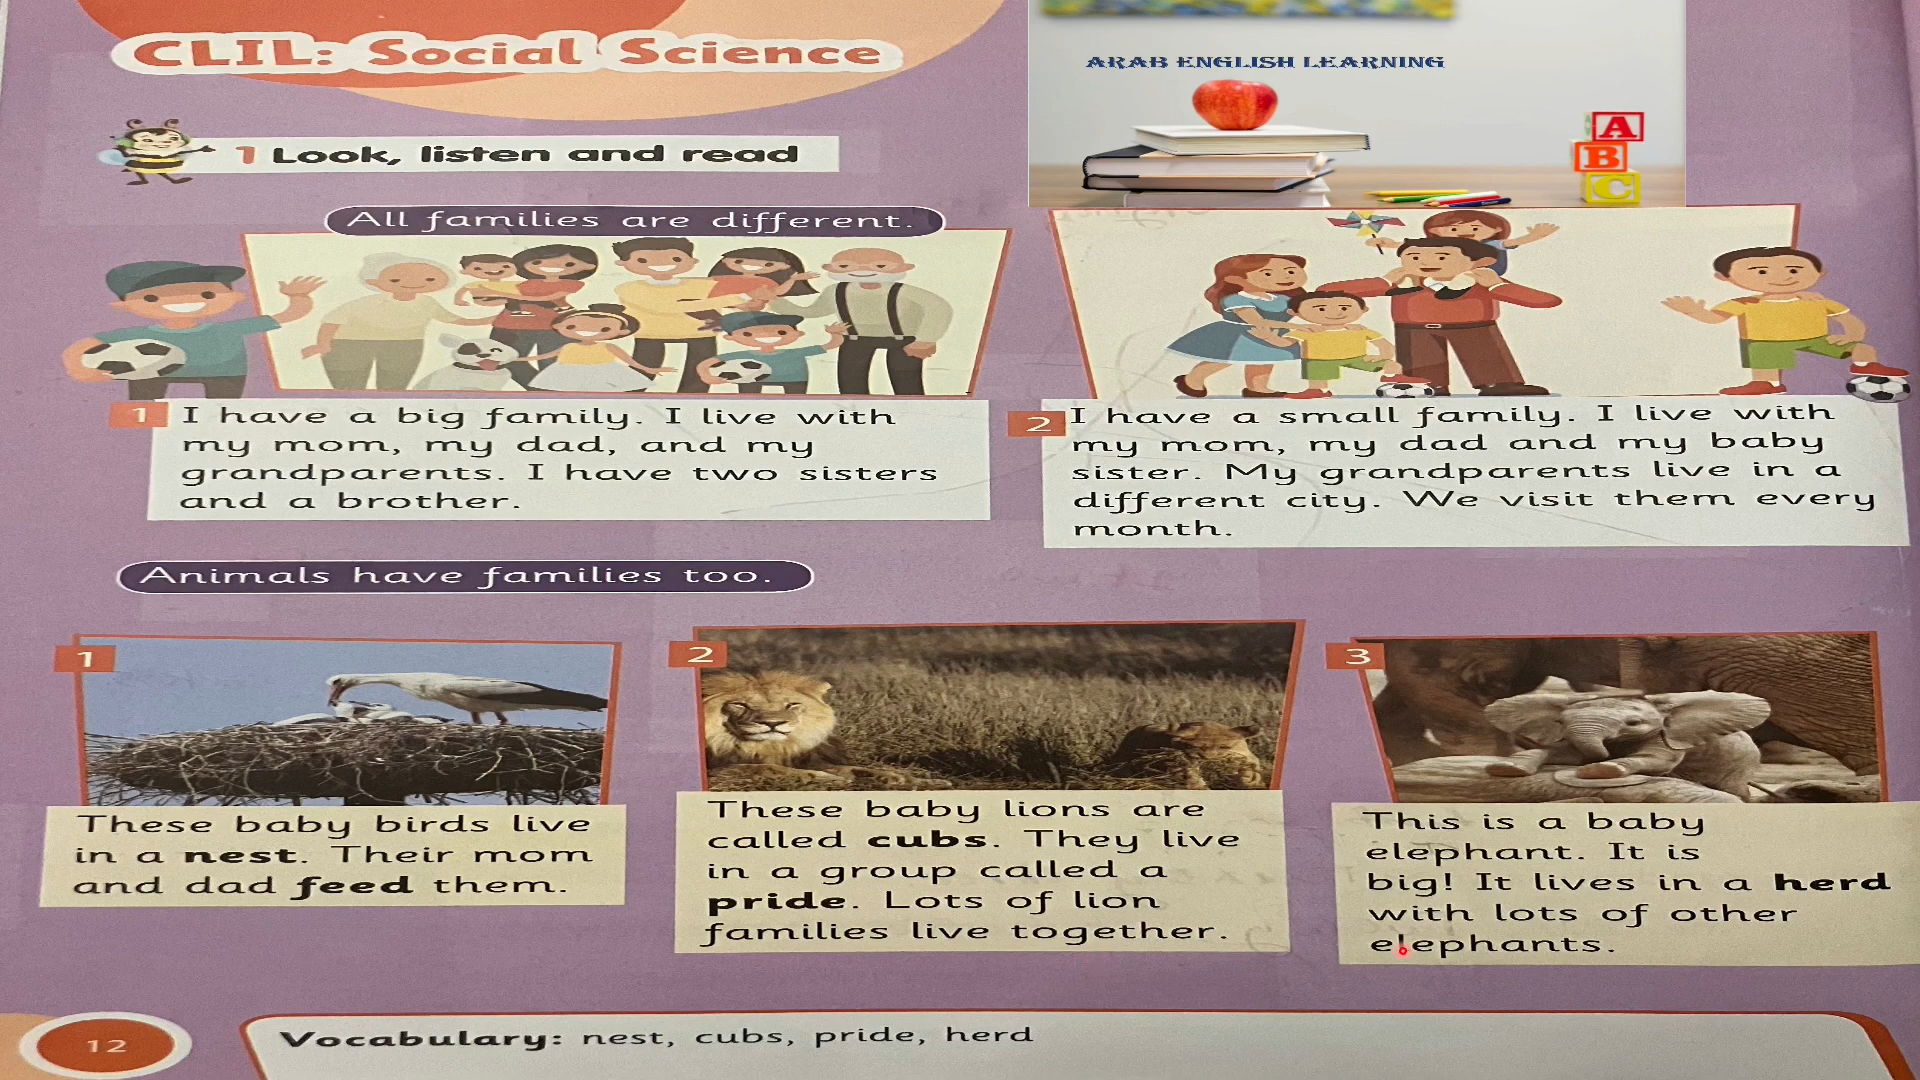 CLIL: Social Science
ARAB ENGLISH LEARNING
A
B
C
1 Look, listen and read
All families are different.
1
I have a big family. I live with
my mom, my dad, and my
grandparents. I have two sisters
and a brother.
2
I have a small family. I live with
my mom, my dad and my baby
sister. My grandparents live in a
different city. We visit them every
month.
Animals have families too.
1
These baby birds live
in a nest. Their mom
and dad feed them.
2
These baby lions are
called cubs. They live
in a group called a
pride. Lots of lion
families live together.
3
This is a baby
elephant. It is
big! It lives in a herd
with lots of other
elephants.
12
Vocabulary: nest, cubs, pride, herd